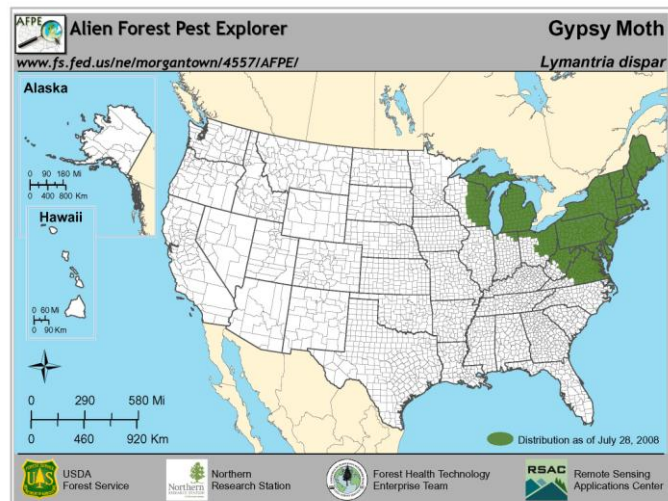 AFPE
Alien Forest Pest Explorer
Gypsy Moth
www.fs.fed.us/ne/morgantown/4557/AFPE/
Lymantria dispar
Alaska
0 90 180 Mi
0 400 800 Km
Hawaii
0 60 Mi
0 90 Km
0 290 580 Mi
0 460 920 Km
Distribution as of July 28, 2008
UAS
USDA
Forest Service
Northern
Northern
Research Station
Forest Health Technology
Enterprise Team
RSAC
Remote Sensing
Applications Center